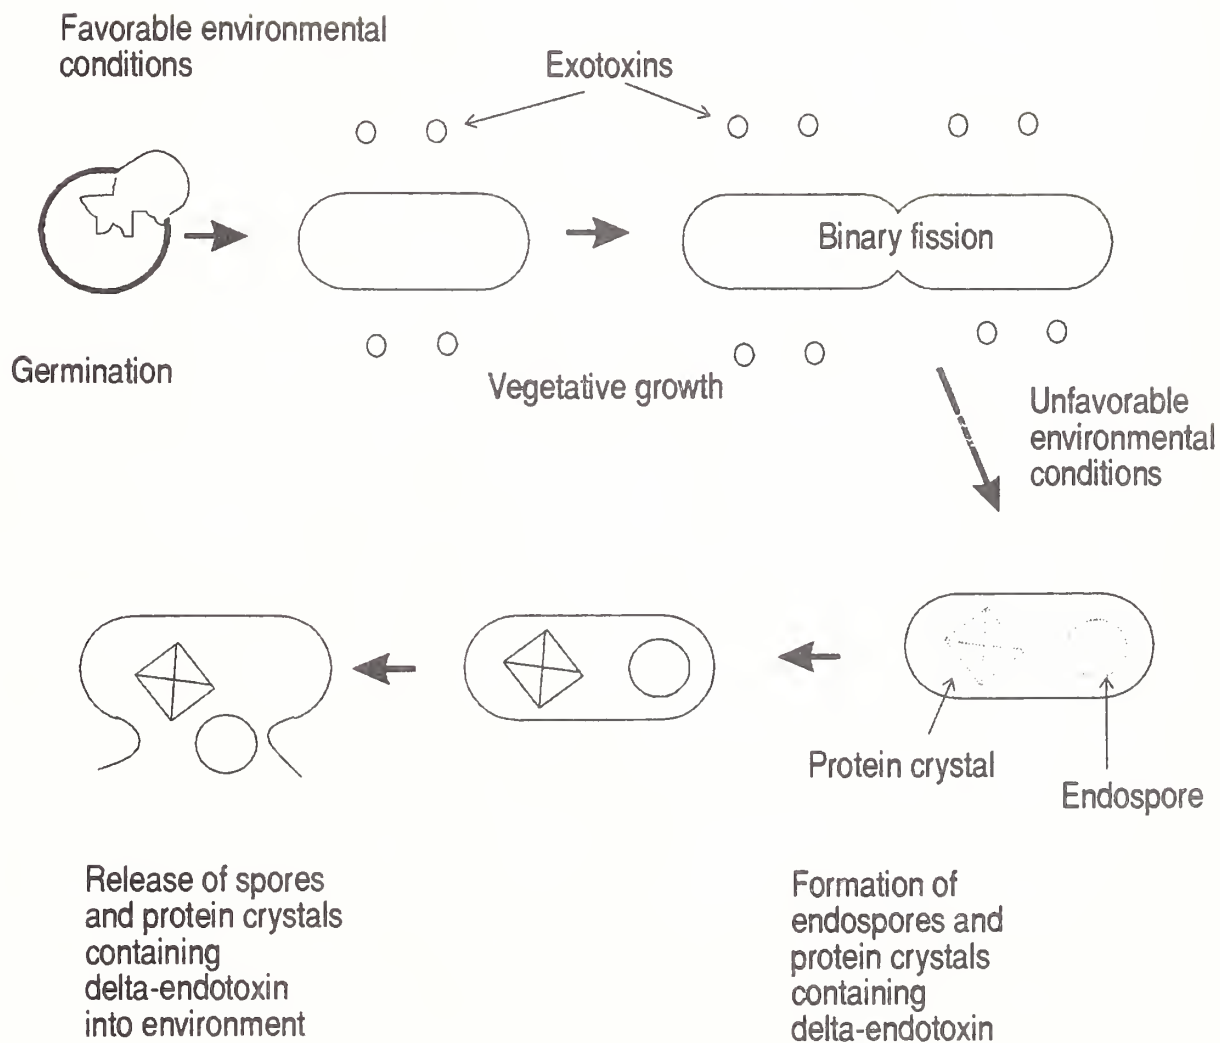 Favorable environmental
conditions
Exotoxins
Binary fission
Germination
Vegetative growth
Unfavorable
environmental
conditions
Protein crystal
Endospore
Release of spores
and protein crystals
containing
delta-endotoxin
into environment
Formation of
endospores and
protein crystals
containing
delta-endotoxin